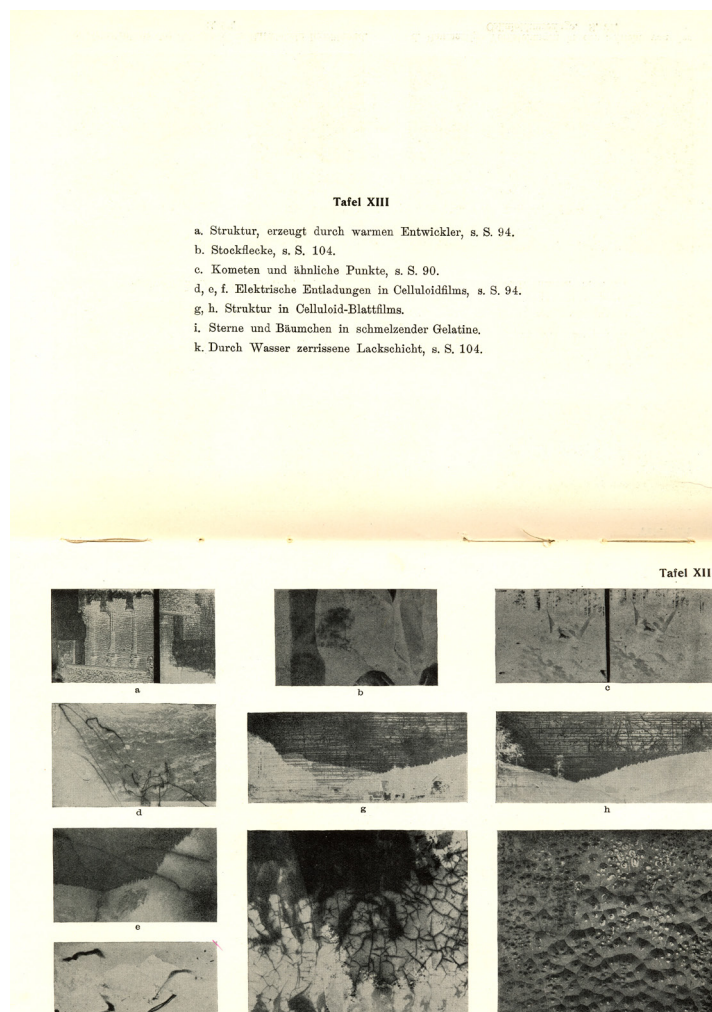 Tafel XIII
a. Struktur, erzeugt durch warmen Entwickler, s. S. 94.
b. Stockflecke, s. S. 104.
c. Kometen und ähnliche Punkte, s. S. 90.
d, e, f. Elektrische Entladungen in Celluloidfilms, s. S. 94.
g, h. Struktur in Celluloid-Blattfilms.
i. Sterne und Bäumchen in schmelzender Gelatine.
k. Durch Wasser zerrissene Lackschicht, s. S. 104.
Tafel XII
a
b
c
d
g
h
e